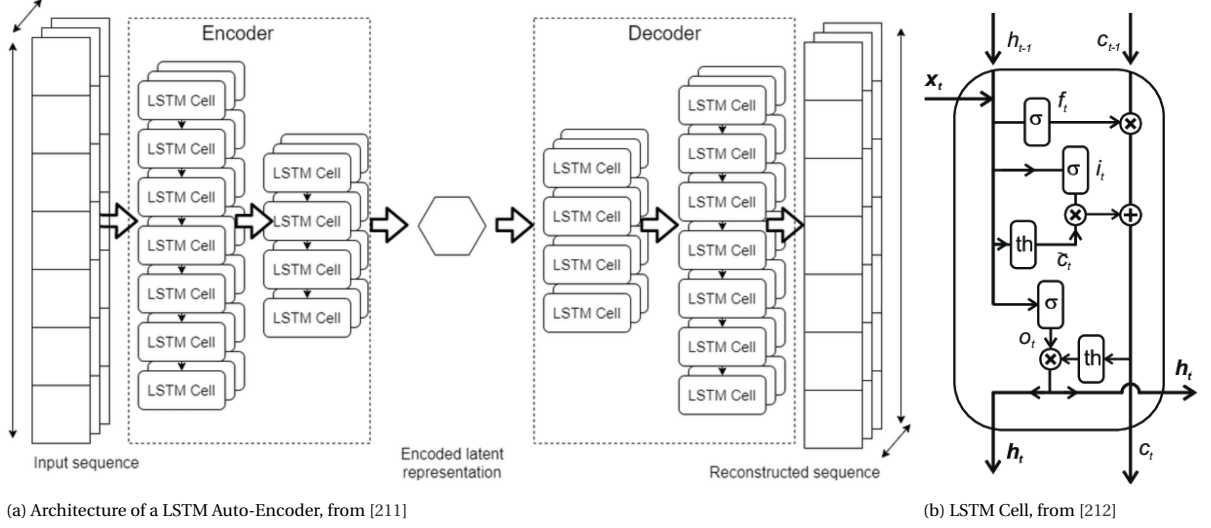 Encoder
LSTM Cell
LSTM Cell
LSTM Cell
LSTM Cell
LSTM Cell
LSTM Cell
LSTM Cell
LSTM Cell
LSTM Cell
LSTM Cell
LSTM Cell
Input sequence
Encoded latent
representation
Decoder
LSTM Cell
LSTM Cell
LSTM Cell
LSTM Cell
LSTM Cell
LSTM Cell
LSTM Cell
LSTM Cell
LSTM Cell
LSTM Cell
LSTM Cell
Reconstructed sequence
(a) Architecture of a LSTM Auto-Encoder, from [211]
h_{t-1}
c_{t-1}
x_t
σ
f_t
×
σ
i_t
×
+
th
c̃_t
σ
o_t
×
th
h_t
h_t
c_t
(b) LSTM Cell, from [212]